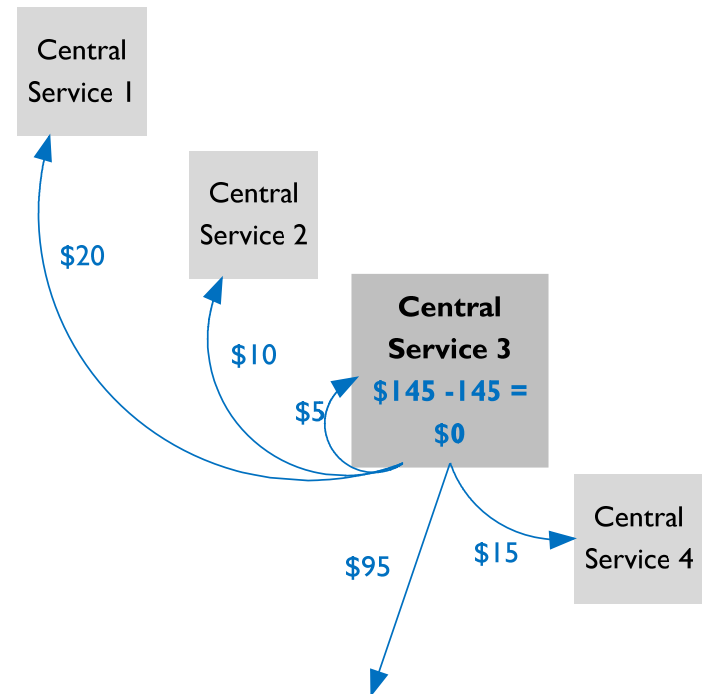 Central
Service 1
Central
Service 2
$20
Central
Service 3
$10
$145 -145 =
$5
$0
Central
Service 4
$15
$95